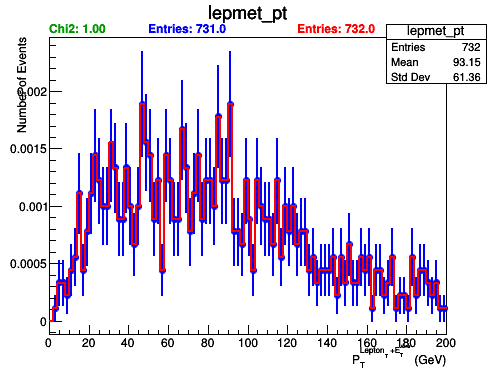 lepmet_pt
Chi2: 1.00 Entries: 731.0 Entries: 732.0
lepmet_pt
Entries 732
Mean 93.15
Std Dev 61.36
Number of Events
0.002
0.0015
0.001
0.0005
0
0 20 40 60 80 100 120 140 160 180 200
P_T^Lepton_T+E_T (GeV)